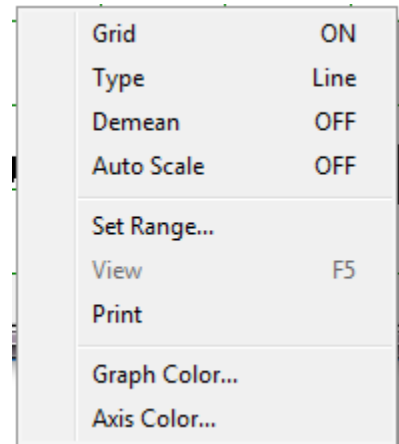 Grid ON
Type Line
Demean OFF
Auto Scale OFF
Set Range...
View F5
Print
Graph Color...
Axis Color...